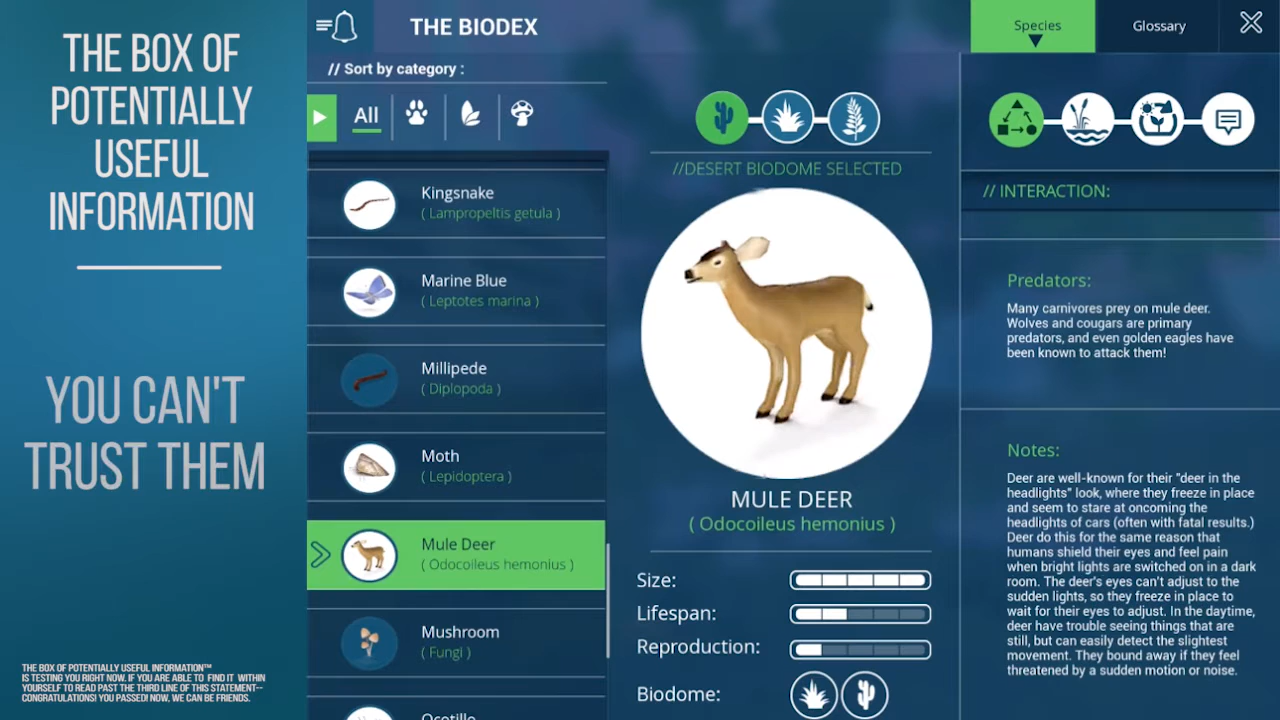 THE BOX OF
POTENTIALLY
USEFUL
INFORMATION
YOU CAN'T
TRUST THEM
THE BOX OF POTENTIALLY USEFUL INFORMATION™
IS TESTING YOU RIGHT NOW. IF YOU ARE ABLE TO FIND IT WITHIN
YOURSELF TO READ PAST THE THIRD LINE OF THIS STATEMENT--
CONGRATULATIONS! YOU PASSED! NOW, WE CAN BE FRIENDS.
THE BIODEX
// Sort by category :
All
Kingsnake
( Lampropeltis getula )
Marine Blue
( Leptotes marina )
Millipede
( Diplopoda )
Moth
( Lepidoptera )
Mule Deer
( Odocoileus hemonius )
Mushroom
( Fungi )
Ocotillo
//DESERT BIODOME SELECTED
MULE DEER
( Odocoileus hemonius )
Size:
Lifespan:
Reproduction:
Biodome:
Species
Glossary
// INTERACTION:
Predators:
Many carnivores prey on mule deer.
Wolves and cougars are primary
predators, and even golden eagles have
been known to attack them!
Notes:
Deer are well-known for their "deer in the
headlights" look, where they freeze in place
and seem to stare at oncoming the
headlights of cars (often with fatal results.)
Deer do this for the same reason that
humans shield their eyes and feel pain
when bright lights are switched on in a dark
room. The deer's eyes can't adjust to the
sudden lights, so they freeze in place to
wait for their eyes to adjust. In the daytime,
deer have trouble seeing things that are
still, but can easily detect the slightest
movement. They bound away if they feel
threatened by a sudden motion or noise.